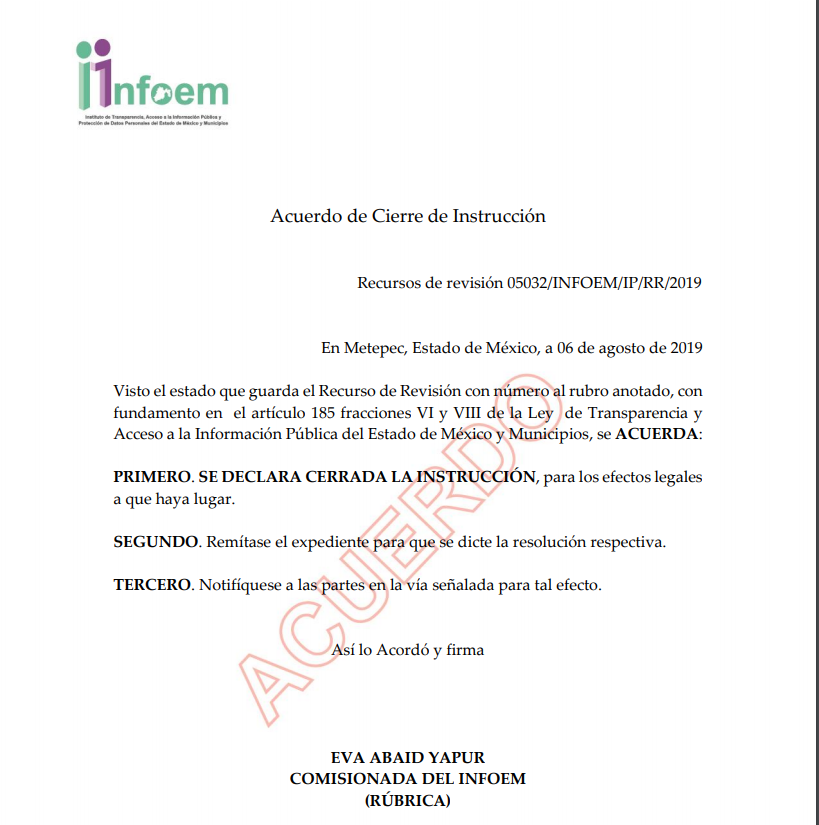 infoem
Instituto de Transparencia, Acceso a la Información Pública y
Protección de Datos Personales del Estado de México y Municipios
Acuerdo de Cierre de Instrucción
Recursos de revisión 05032/INFOEM/IP/RR/2019
En Metepec, Estado de México, a 06 de agosto de 2019
Visto el estado que guarda el Recurso de Revisión con número al rubro anotado, con
fundamento en el artículo 185 fracciones VI y VIII de la Ley de Transparencia y
Acceso a la Información Pública del Estado de México y Municipios, se ACUERDA:
PRIMERO. SE DECLARA CERRADA LA INSTRUCCIÓN, para los efectos legales
a que haya lugar.
SEGUNDO. Remítase el expediente para que se dicte la resolución respectiva.
TERCERO. Notifíquese a las partes en la vía señalada para tal efecto.
ACUERDO
Así lo Acordó y firma
EVA ABAID YAPUR
COMISIONADA DEL INFOEM
(RÚBRICA)